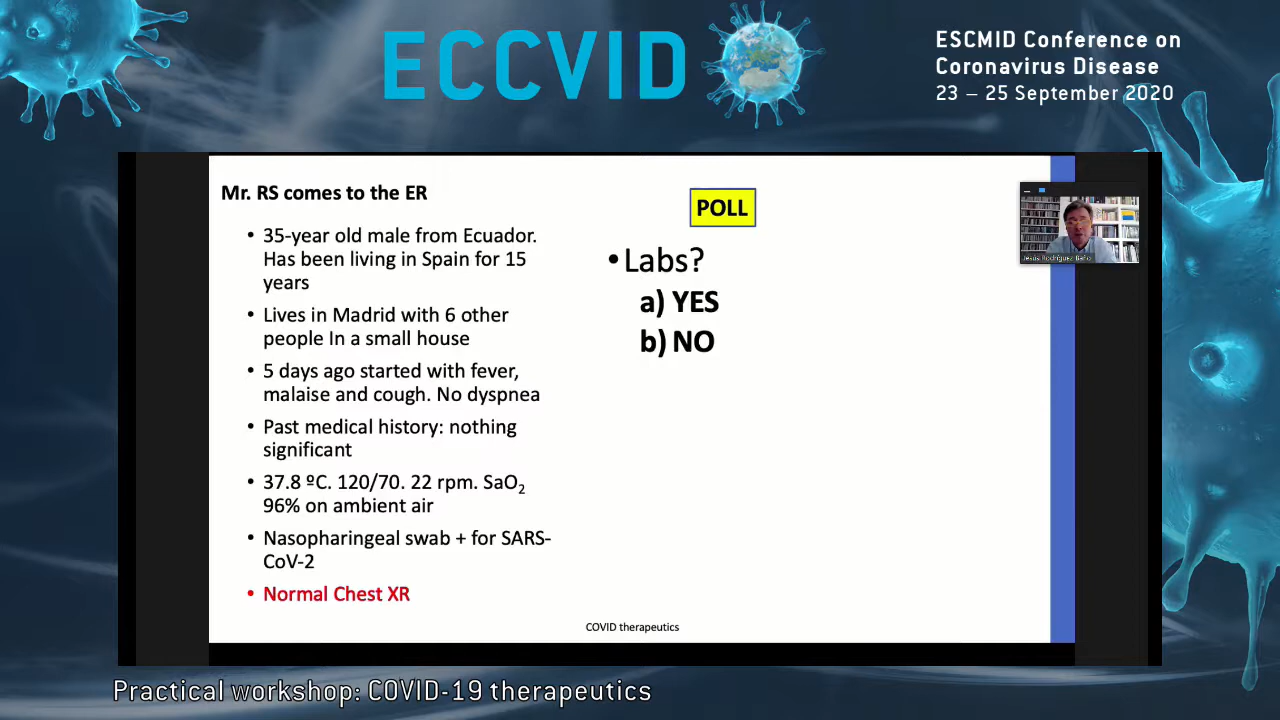 ECCVID
ESCMID Conference on
Coronavirus Disease
23 – 25 September 2020
Mr. RS comes to the ER
• 35-year old male from Ecuador.
Has been living in Spain for 15
years
• Lives in Madrid with 6 other
people In a small house
• 5 days ago started with fever,
malaise and cough. No dyspnea
• Past medical history: nothing
significant
• 37.8 ºC. 120/70. 22 rpm. SaO₂
96% on ambient air
• Nasopharingeal swab + for SARS-
CoV-2
• Normal Chest XR
POLL
• Labs?
a) YES
b) NO
Jesús Rodríguez Baño
COVID therapeutics
Practical workshop: COVID-19 therapeutics